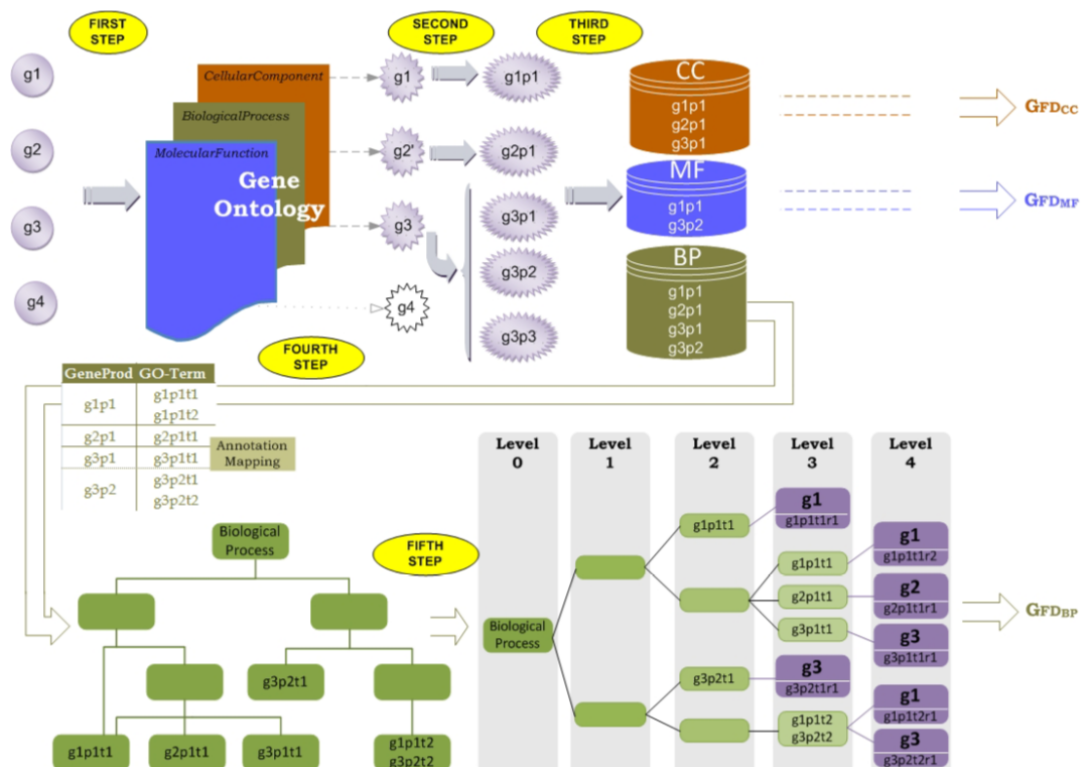 FIRST
STEP
SECOND
STEP
THIRD
STEP
g1
g2
g3
g4
CellularComponent
BiologicalProcess
MolecularFunction
Gene
Ontology
g1
g2'
g3
g4
g1p1
g2p1
g3p1
g3p2
g3p3
CC
g1p1
g2p1
g3p1
MF
g1p1
g3p2
BP
g1p1
g2p1
g3p1
g3p2
GFDCC
GFDMF
FOURTH
STEP
GeneProd GO-Term
g1p1 g1p1t1
g1p1t2
g2p1 g2p1t1
g3p1 g3p1t1
g3p2 g3p2t1
g3p2t2
Annotation
Mapping
Biological
Process
g3p2t1
g1p1t1
g2p1t1
g3p1t1
g1p1t2
g3p2t2
FIFTH
STEP
Level
0
Level
1
Level
2
Level
3
Level
4
Biological
Process
g1p1t1
g3p2t1
g1
g1p1t1r1
g1p1t1
g2p1t1
g3p1t1
g3
g3p2t1r1
g1p1t2
g3p2t2
g1
g1p1t1r2
g2
g2p1t1r1
g3
g3p1t1r1
g1
g1p1t2r1
g3
g3p2t2r1
GFDBP